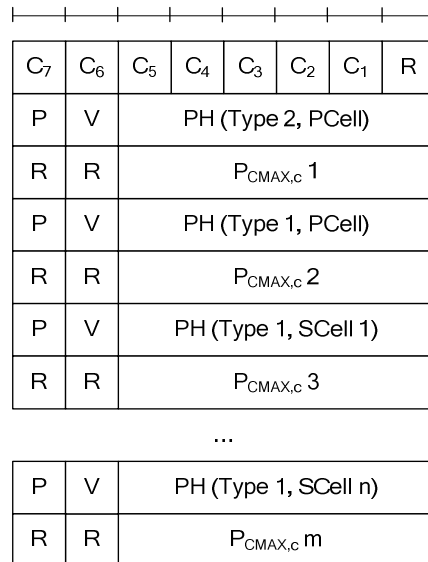 C7 C6 C5 C4 C3 C2 C1 R
P V PH (Type 2, PCell)
R R PCMAX,c 1
P V PH (Type 1, PCell)
R R PCMAX,c 2
P V PH (Type 1, SCell 1)
R R PCMAX,c 3
...
P V PH (Type 1, SCell n)
R R PCMAX,c m